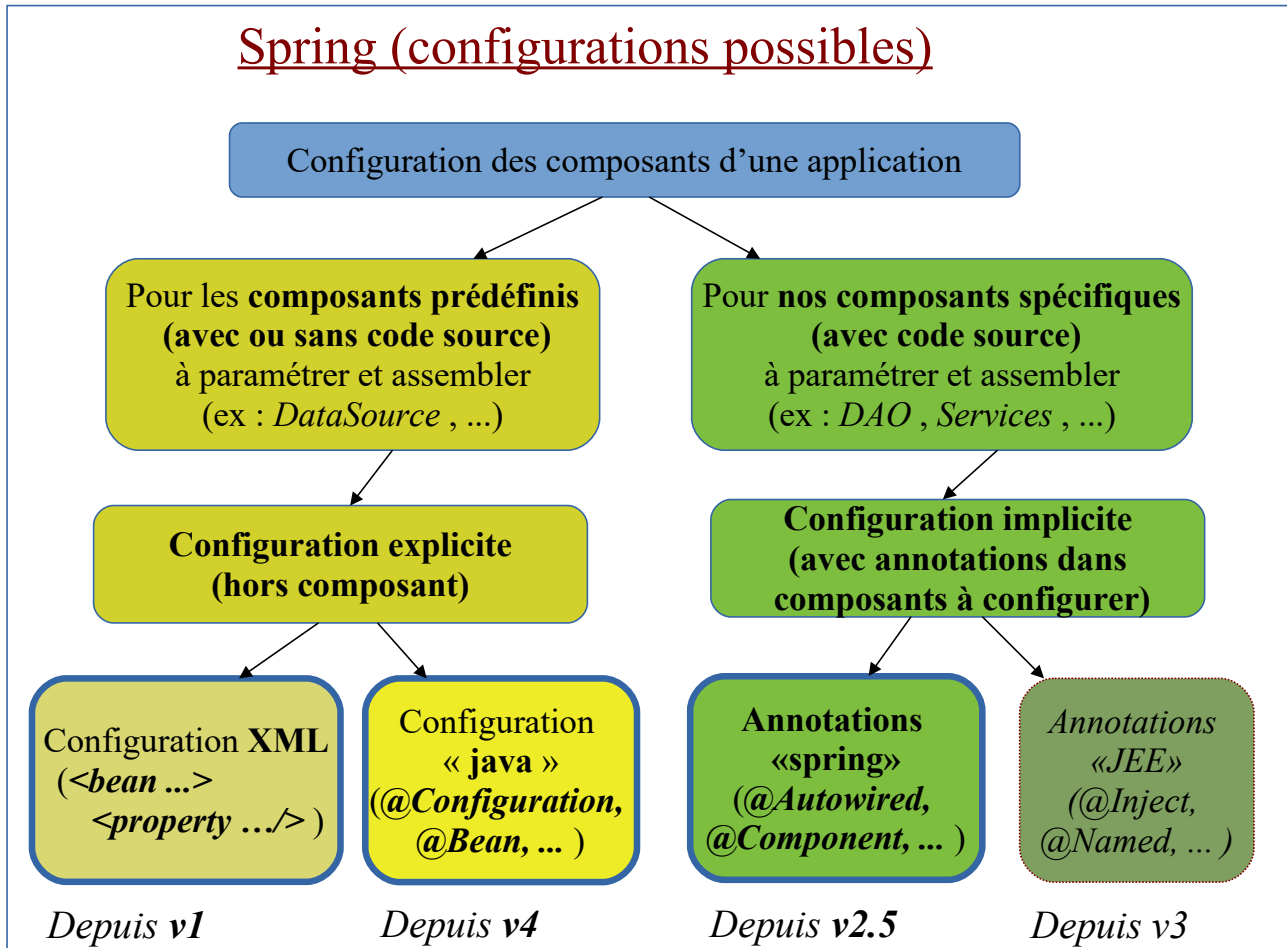 Spring (configurations possibles)
Configuration des composants d’une application
Pour les composants prédéfinis
(avec ou sans code source)
à paramétrer et assembler
(ex : DataSource , ...)
Pour nos composants spécifiques
(avec code source)
à paramétrer et assembler
(ex : DAO , Services , ...)
Configuration explicite
(hors composant)
Configuration implicite
(avec annotations dans
composants à configurer)
Configuration XML
(<bean ...>
<property .../> )
Configuration
« java »
(@Configuration,
@Bean, ... )
Annotations
«spring»
(@Autowired,
@Component, ... )
Annotations
«JEE»
(@Inject,
@Named, ... )
Depuis v1
Depuis v4
Depuis v2.5
Depuis v3